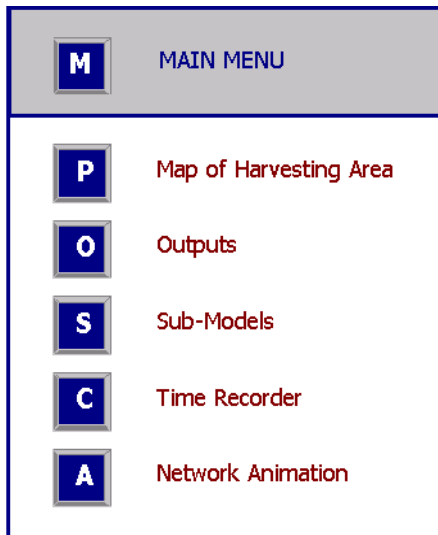 M MAIN MENU
P Map of Harvesting Area
O Outputs
S Sub-Models
C Time Recorder
A Network Animation